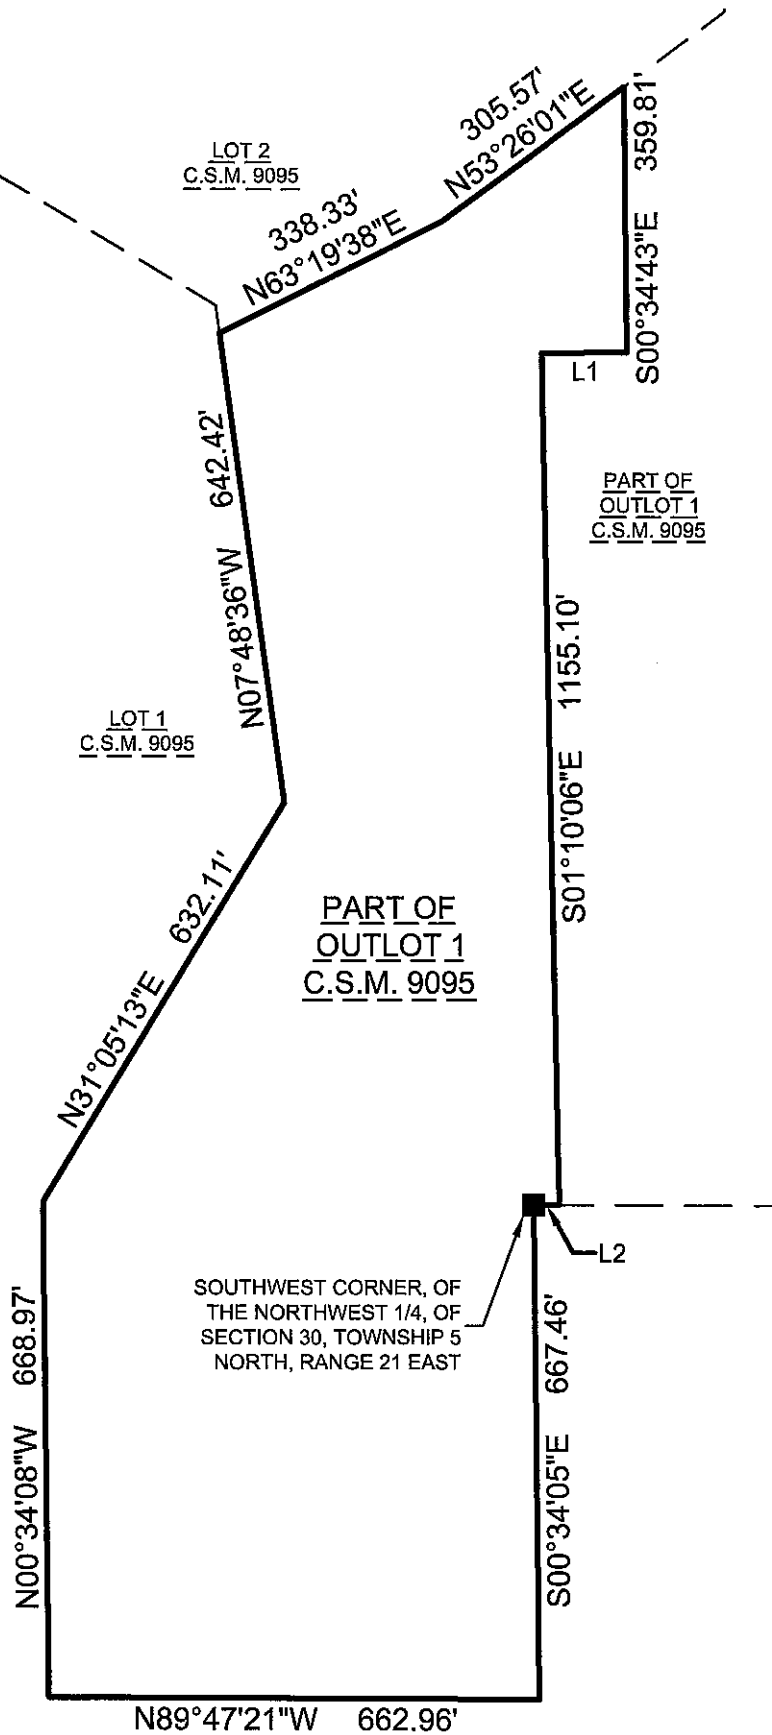 305.57'
N53°26'01"E
359.81'
S00°34'43"E
LOT 2
C.S.M. 9095
338.33'
N63°19'38"E
L1
642.42'
N07°48'36"W
PART OF
OUTLOT 1
C.S.M. 9095
1155.10'
S01°10'06"E
LOT 1
C.S.M. 9095
632.11'
N31°05'13"E
PART OF
OUTLOT 1
C.S.M. 9095
L2
SOUTHWEST CORNER, OF
THE NORTHWEST 1/4, OF
SECTION 30, TOWNSHIP 5
NORTH, RANGE 21 EAST
668.97'
N00°34'08"W
667.46'
S00°34'05"E
N89°47'21"W 662.96'